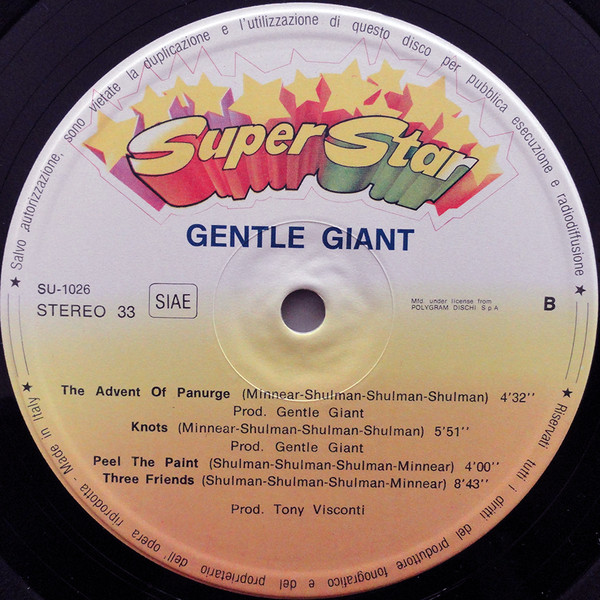 ★ Salvo autorizzazione, sono vietate la duplicazione e l'utilizzazione di questo disco per pubblica esecuzione e radiodiffusione ★
Super Star
GENTLE GIANT
SU-1026
STEREO 33
SIAE
Mfd. under license from
POLYGRAM DISCHI S.p.A
B
The Advent Of Panurge (Minnear-Shulman-Shulman-Shulman) 4'32''
Prod. Gentle Giant
Knots (Minnear-Shulman-Shulman-Shulman) 5'51''
Prod. Gentle Giant
Peel The Paint (Shulman-Shulman-Shulman-Minnear) 4'00''
Three Friends (Shulman-Shulman-Shulman-Minnear) 8'43''
Prod. Tony Visconti
★ Riservati tutti i diritti del produttore fonografico e del proprietario dell'opera riprodotta - Made in Italy ★